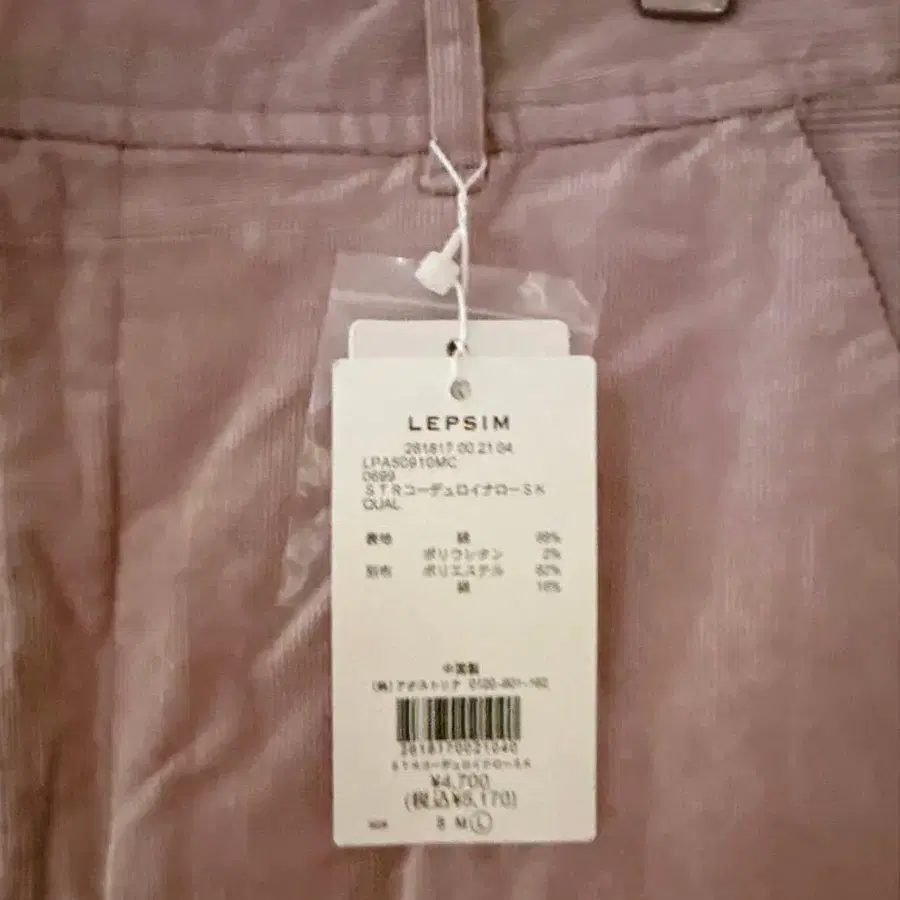 LEPSIM
281817 00 21 04
LPA50910MC
0699
STRコーデュロイナローSK
QUAL
表地 綿 98%
ポリウレタン 2%
別布 ポリエステル 82%
綿 18%
中国製
(株)アダストリア 0120-601-162
2818170021040
STRコーデュロイナローSK
¥4,700
(税込¥5,170)
S M L